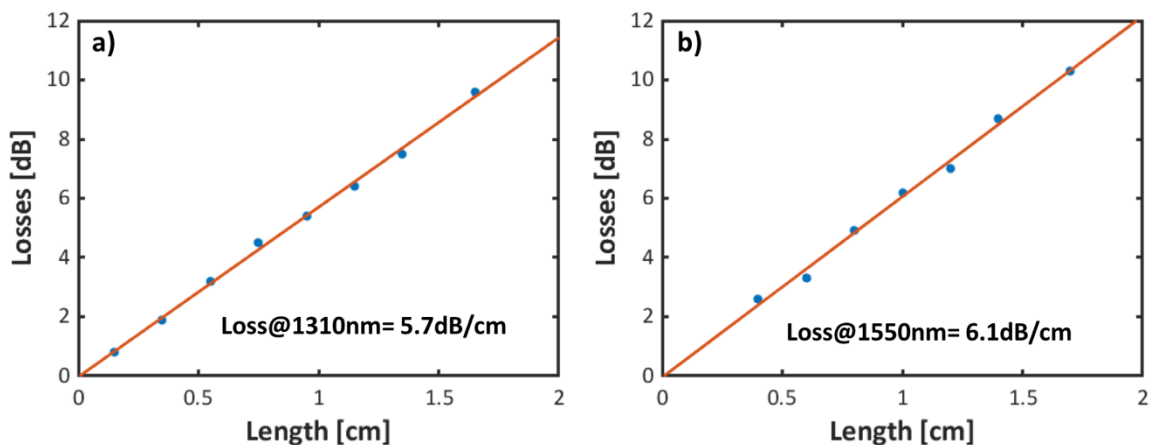 a)
12
10
8
6
4
2
0
Losses [dB]
Loss@1310nm= 5.7dB/cm
0 0.5 1 1.5 2
Length [cm]
b)
12
10
8
6
4
2
0
Losses [dB]
Loss@1550nm= 6.1dB/cm
0 0.5 1 1.5 2
Length [cm]